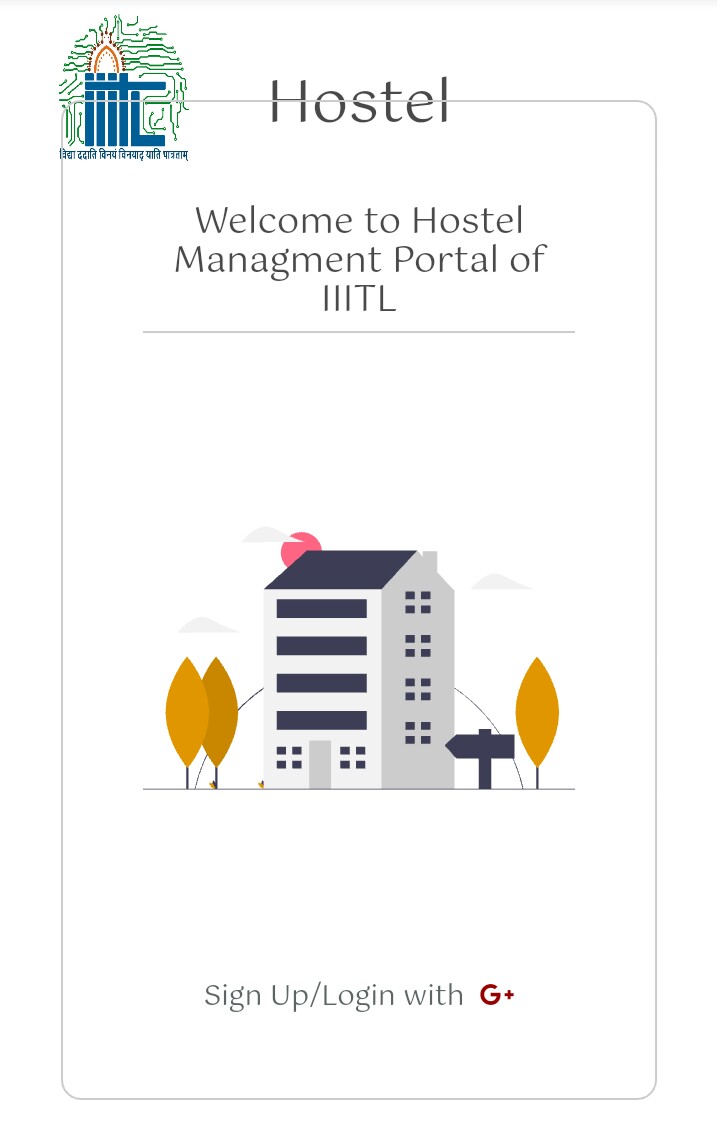 IIITL
विद्या ददाति विनयं विनयाद् याति पात्रताम्
Hostel
Welcome to Hostel
Managment Portal of
IIITL
Sign Up/Login with G+